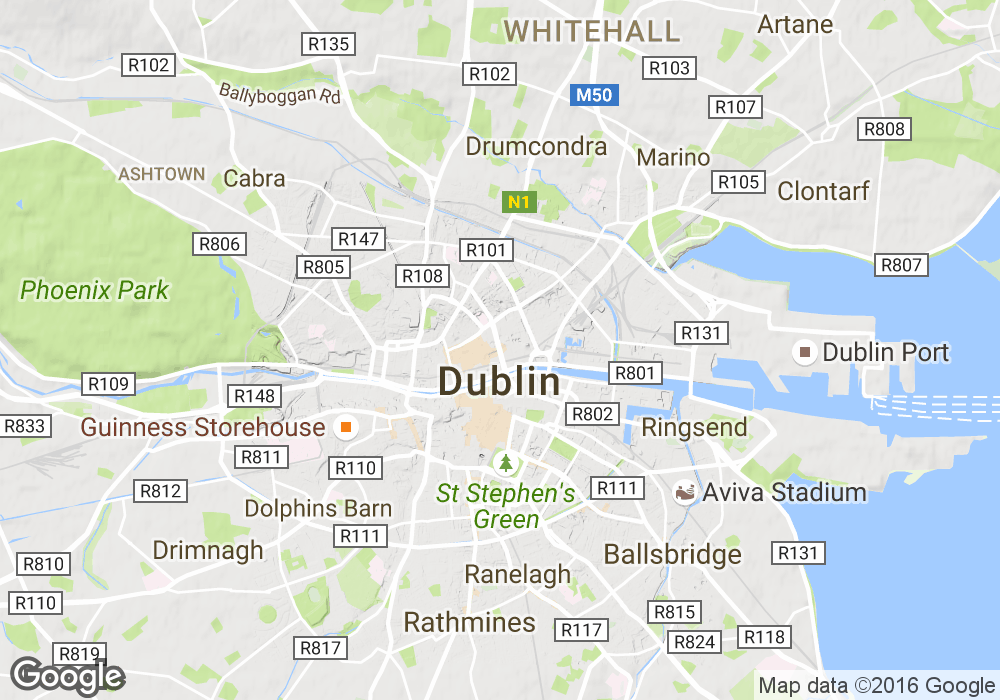 WHITEHALL
Artane
R135
R102
R102
R103
M50
Ballyboggan Rd
R107
R808
Drumcondra
Marino
ASHTOWN
Cabra
R105
Clontarf
N1
R806
R147
R101
R805
R108
R807
Phoenix Park
R131
Dublin Port
R801
Dublin
R109
R148
R802
R833
Guinness Storehouse
Ringsend
R811
R110
R812
R111
St Stephen's
Green
Aviva Stadium
Dolphins Barn
R111
Drimnagh
Ballsbridge
R131
R810
Ranelagh
R110
R815
Rathmines
R117
R118
R824
R817
R819
Google
Map data ©2016 Google